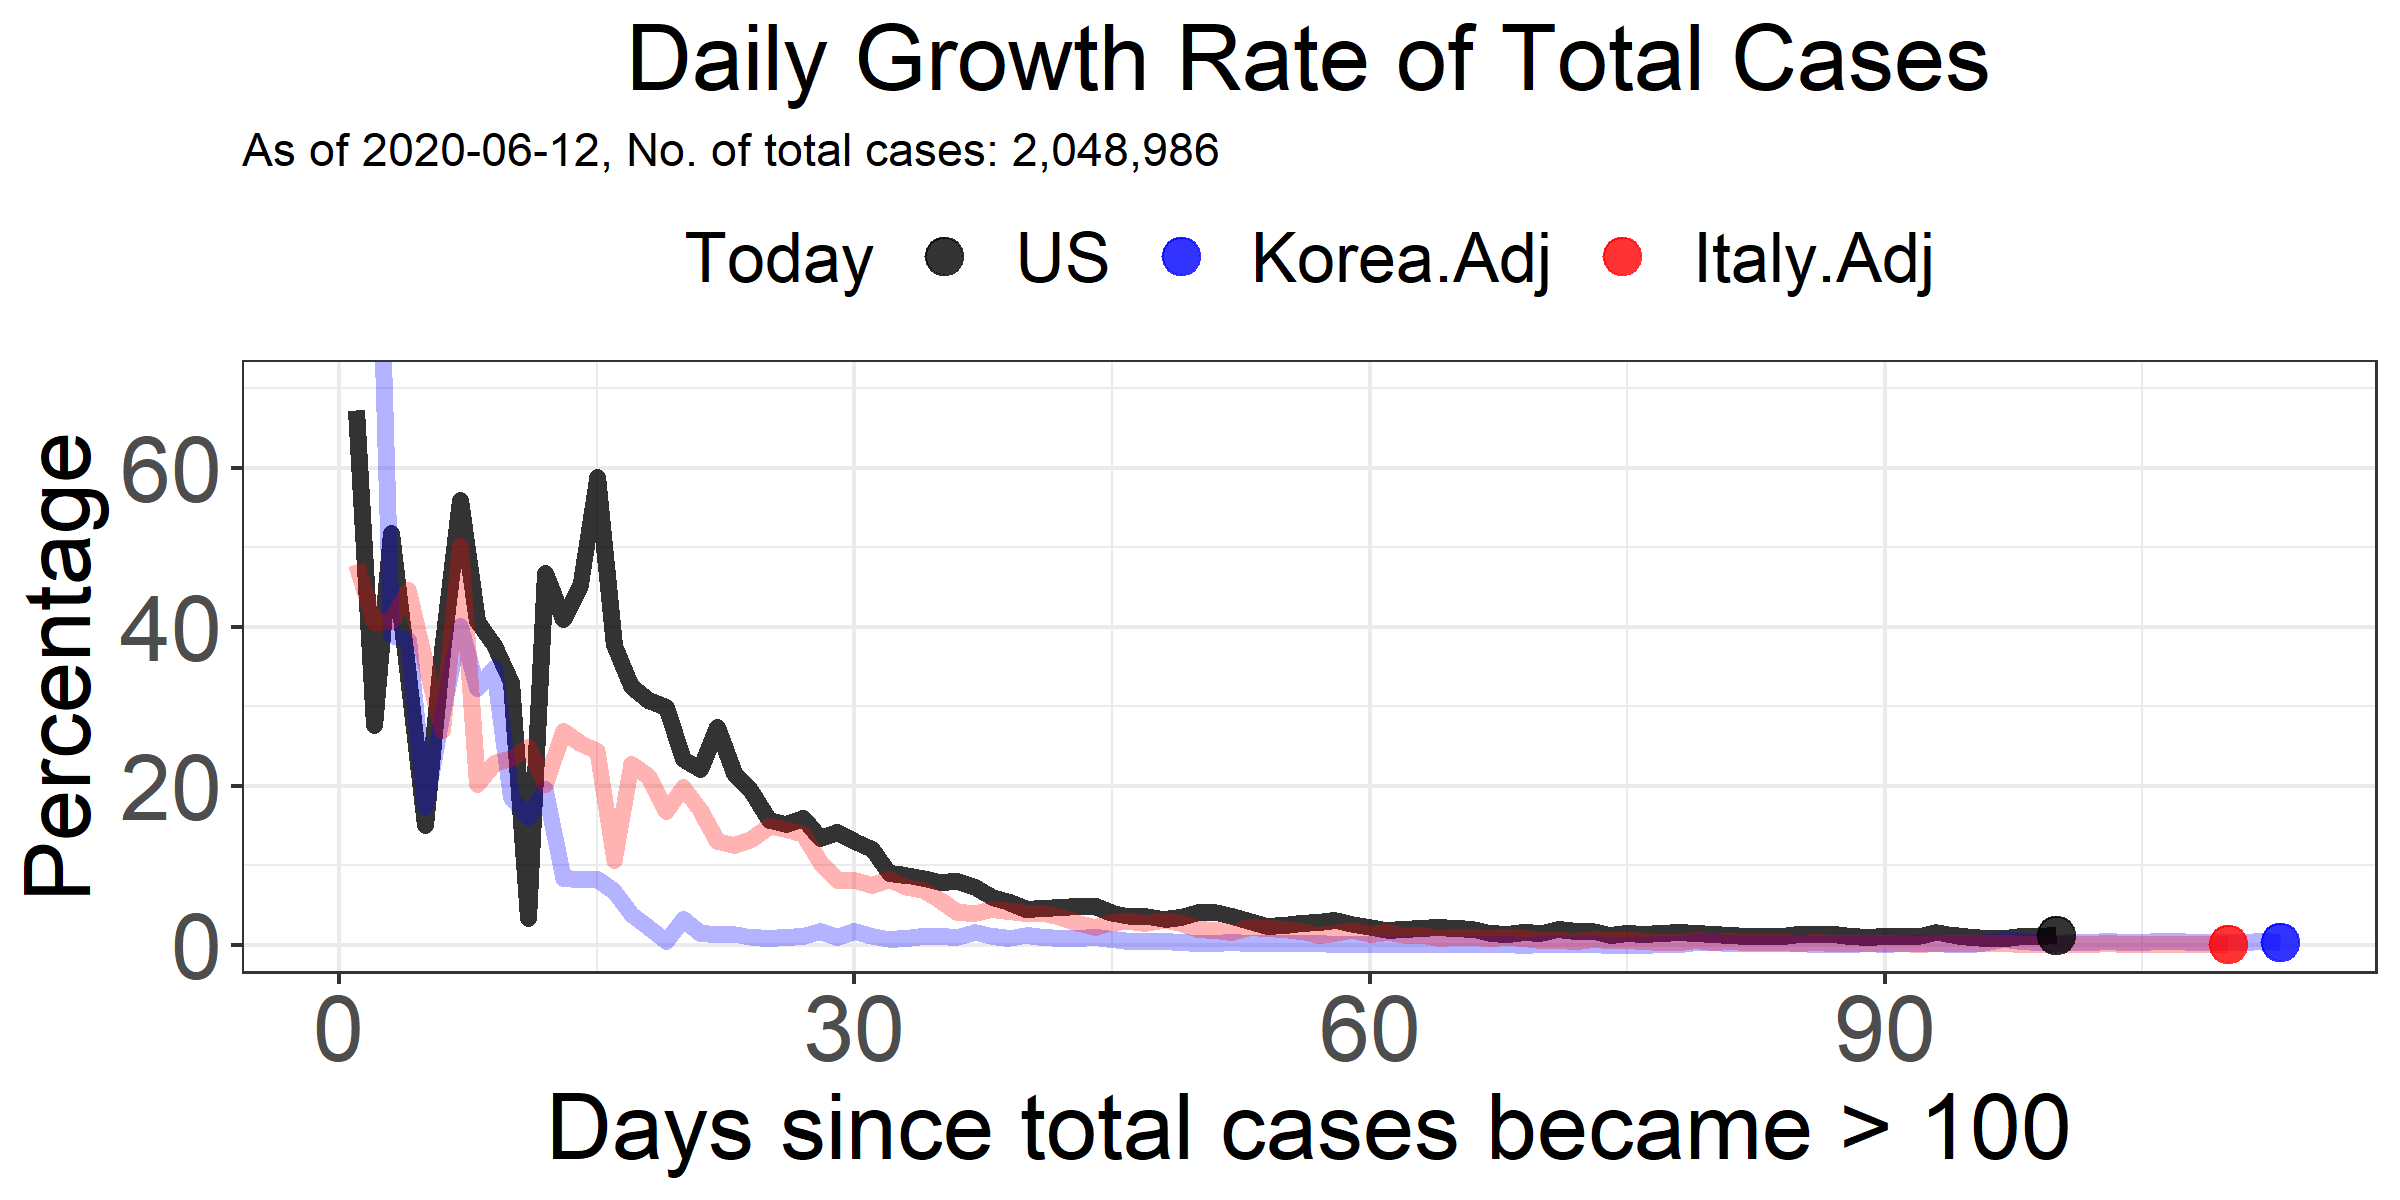 Daily Growth Rate of Total Cases
As of 2020-06-12, No. of total cases: 2,048,986
Today US Korea.Adj Italy.Adj
Percentage
60
40
20
0
0 30 60 90
Days since total cases became > 100